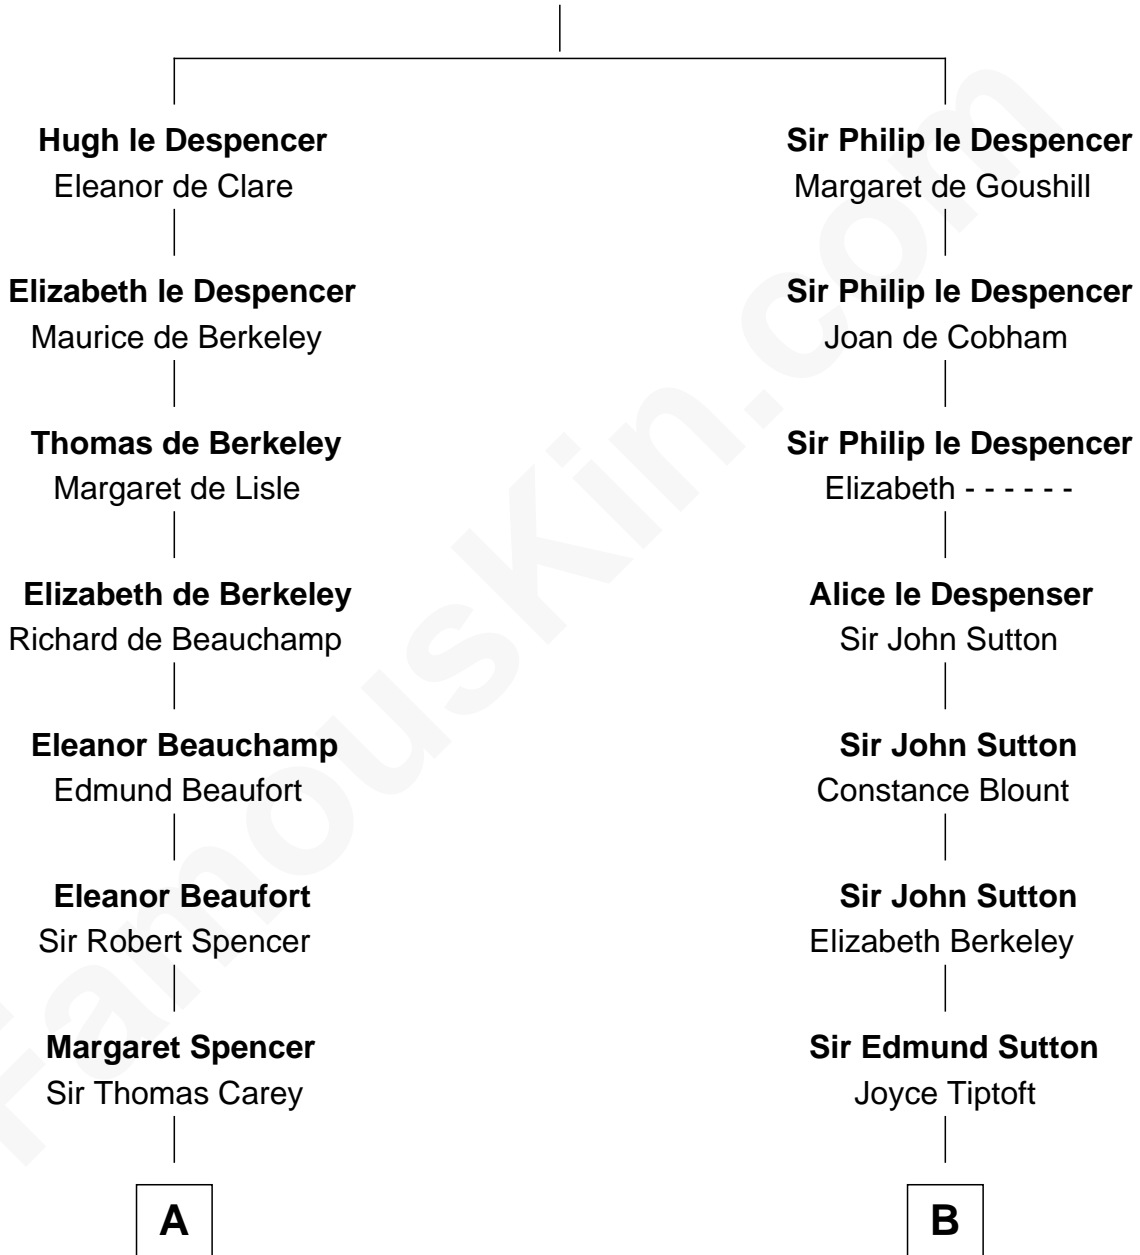 Hugh le Despencer
Eleanor de Clare
Sir Philip le Despencer
Margaret de Goushill
Elizabeth le Despencer
Maurice de Berkeley
Sir Philip le Despencer
Joan de Cobham
Thomas de Berkeley
Margaret de Lisle
Sir Philip le Despencer
Elizabeth - - - - - -
Elizabeth de Berkeley
Richard de Beauchamp
Alice le Despenser
Sir John Sutton
Eleanor Beauchamp
Edmund Beaufort
Sir John Sutton
Constance Blount
Eleanor Beaufort
Sir Robert Spencer
Sir John Sutton
Elizabeth Berkeley
Margaret Spencer
Sir Thomas Carey
Sir Edmund Sutton
Joyce Tiptoft
A
B
FamousKin.com